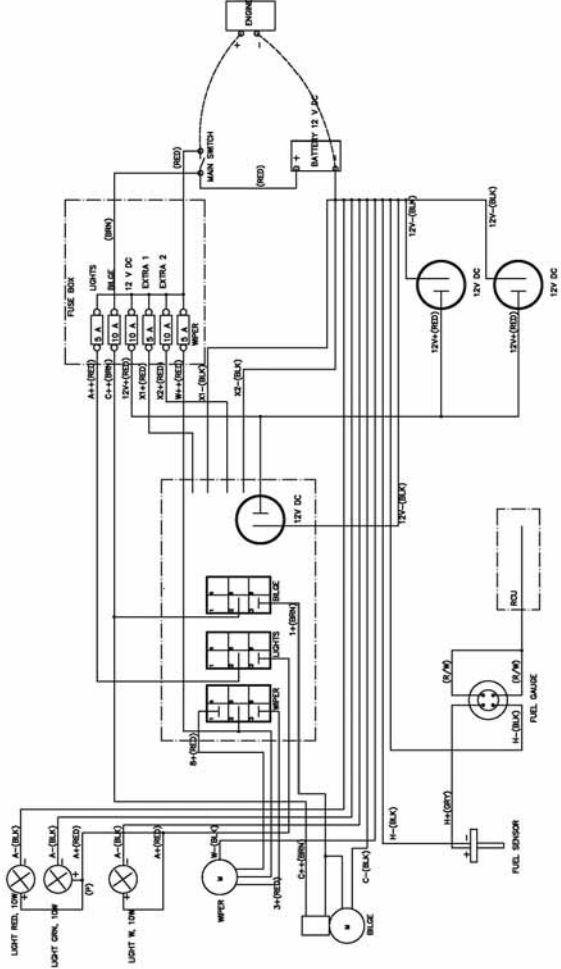 ENGINE
+
-
MAIN SWITCH
(RED)
BATTERY 12 V DC
+
-
(RED)
FUSE BOX
(BRN)
LIGHTS
BILGE
12 V DC
EXTRA 1
EXTRA 2
WIPER
5 A
10 A
10 A
5 A
10 A
5 A
A++(RED)
C++(BRN)
12V+(RED)
X1+(RED)
X2+(RED)
W++(RED)
X1-(BLK)
X2-(BLK)
12V-(BLK)
12V-(BLK)
12V DC
12V DC
12V+(RED)
12V+(RED)
12V DC
12V-(BLK)
BILGE
LIGHTS
WIPER
1+(BRN)
8+(RED)
RCU
(R/W)
(R/W)
FUEL GAUGE
H-(BLK)
H+(GRY)
H-(BLK)
FUEL SENSOR
+
-
LIGHT RED, 10W
A-(BLK)
+
-
LIGHT GRN, 10W
A-(BLK)
A+(RED)
+
-
(P)
LIGHT W, 10W
A-(BLK)
A+(RED)
+
-
W-(BLK)
M
WIPER
3+(RED)
C++(BRN)
C-(BLK)
M
BILGE